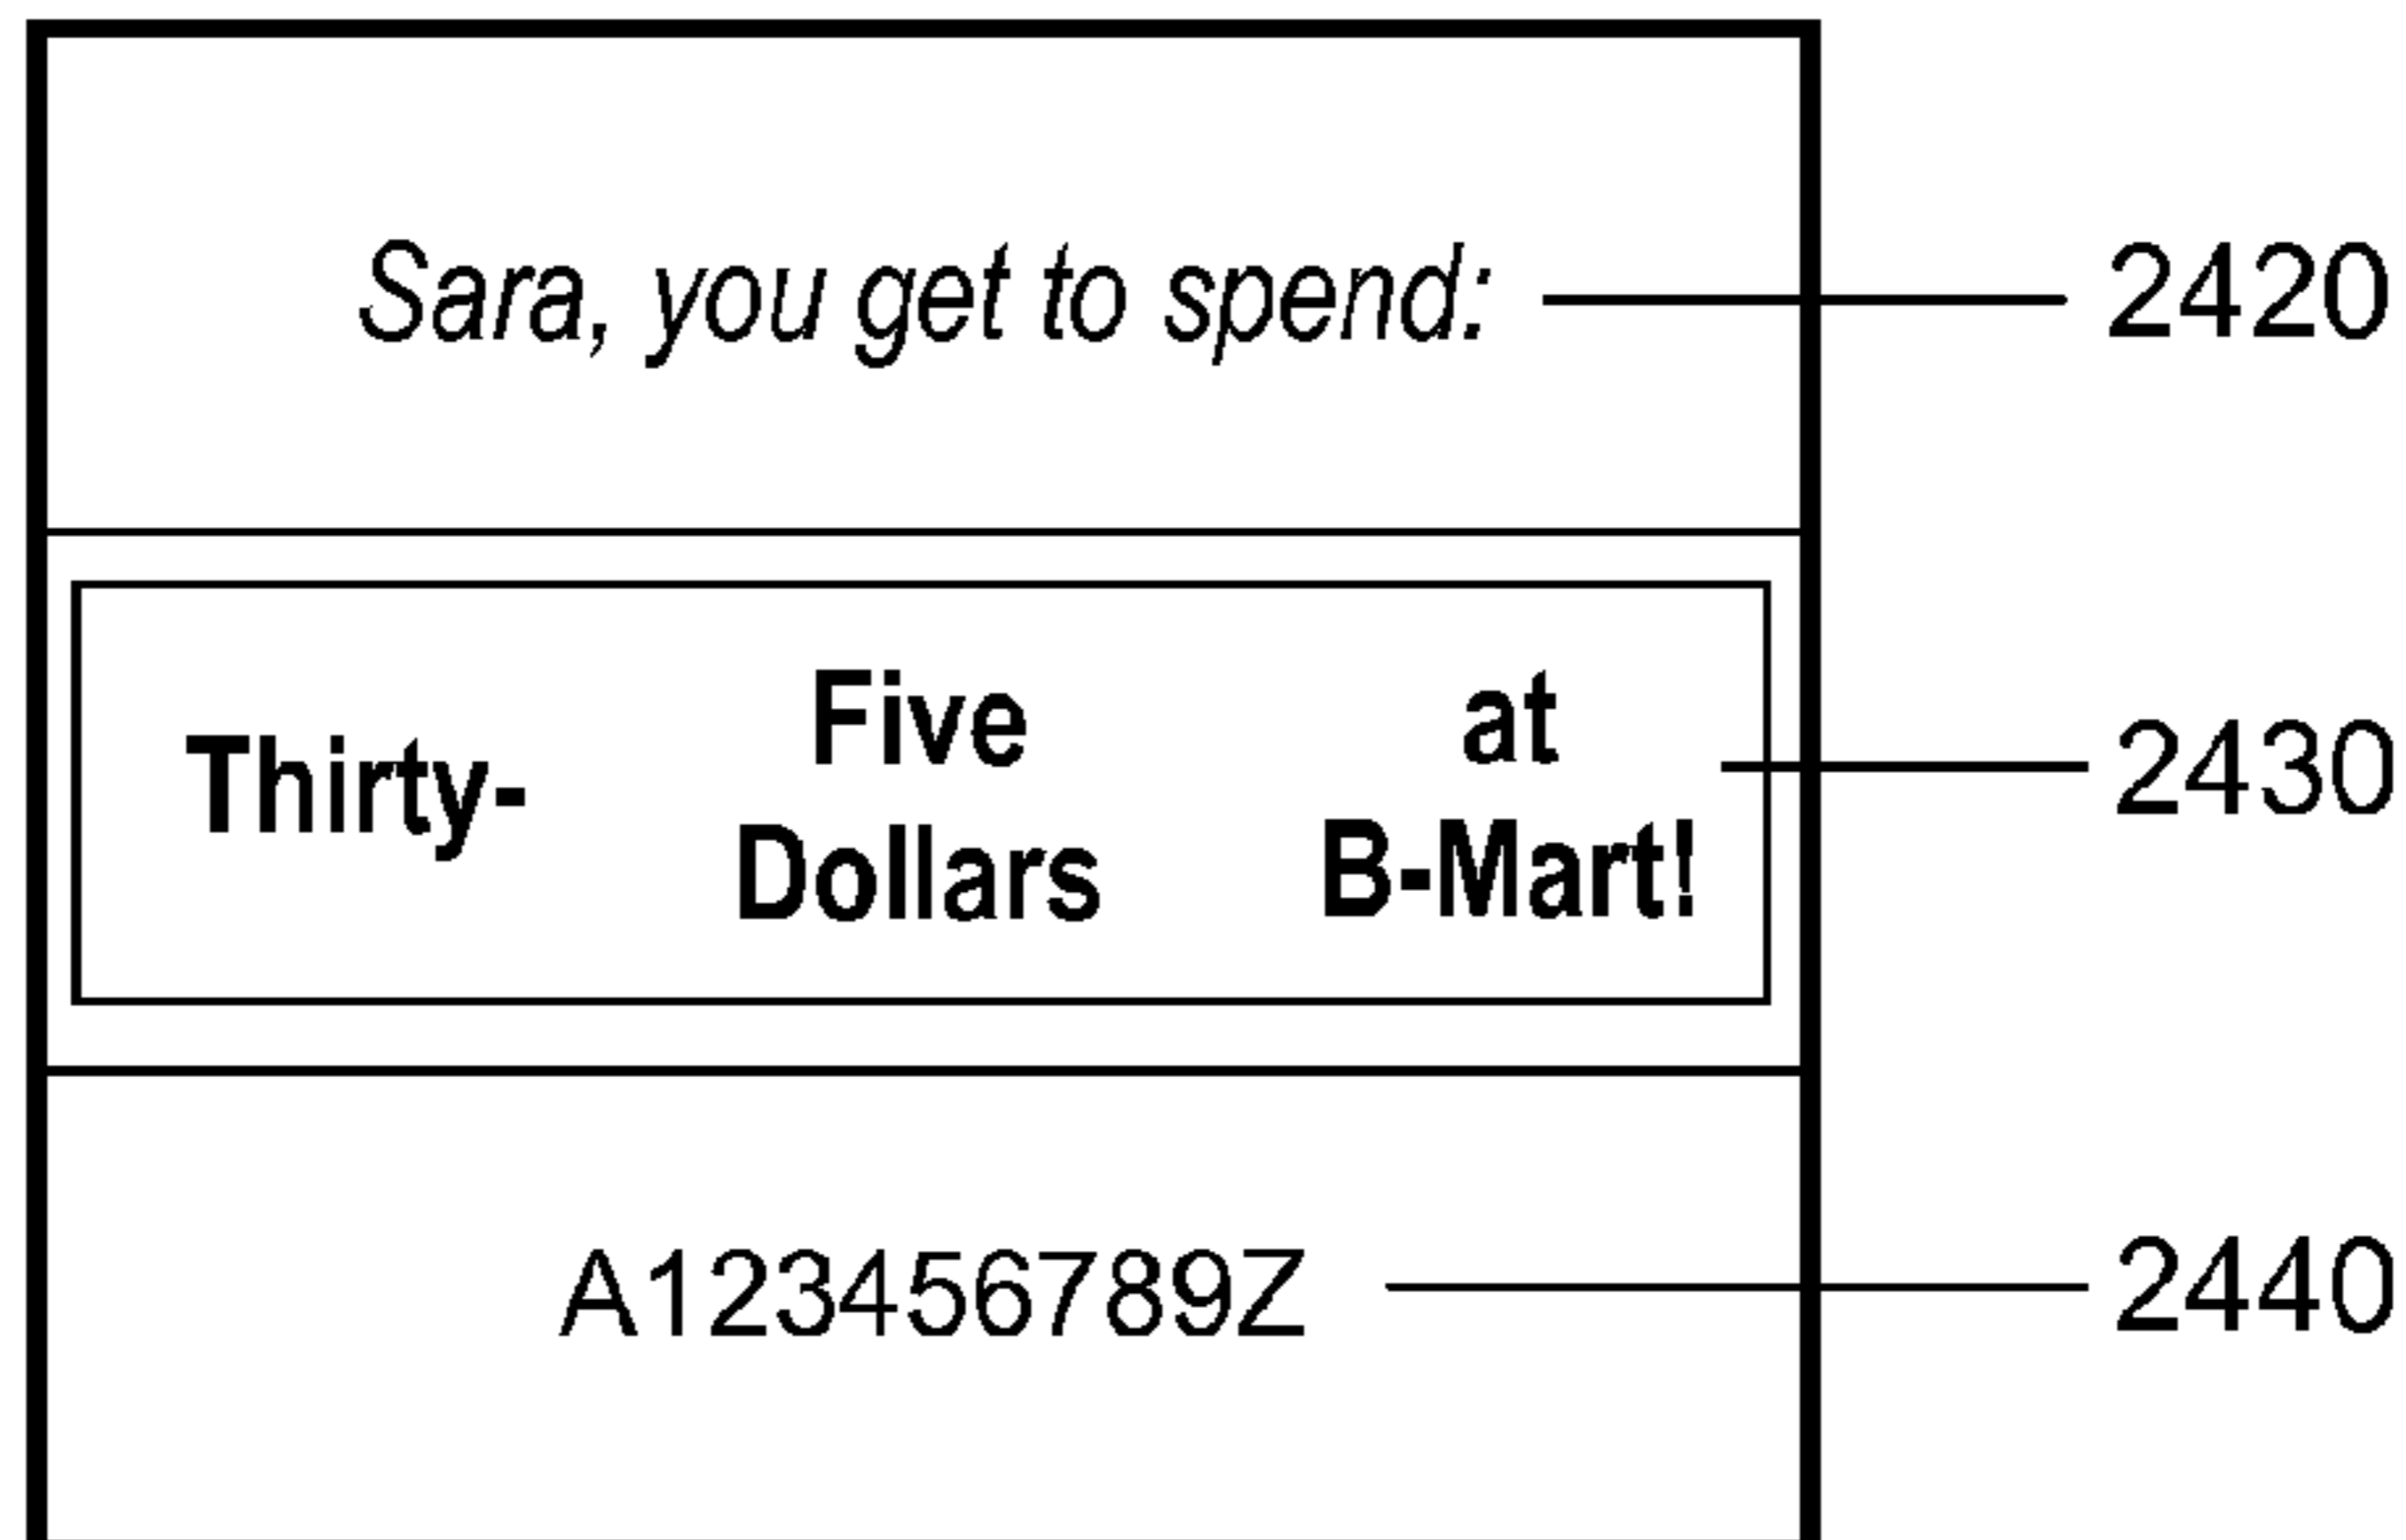 Sara, you get to spend:
2420
Thirty-
Five
Dollars
at
B-Mart!
2430
A123456789Z
2440